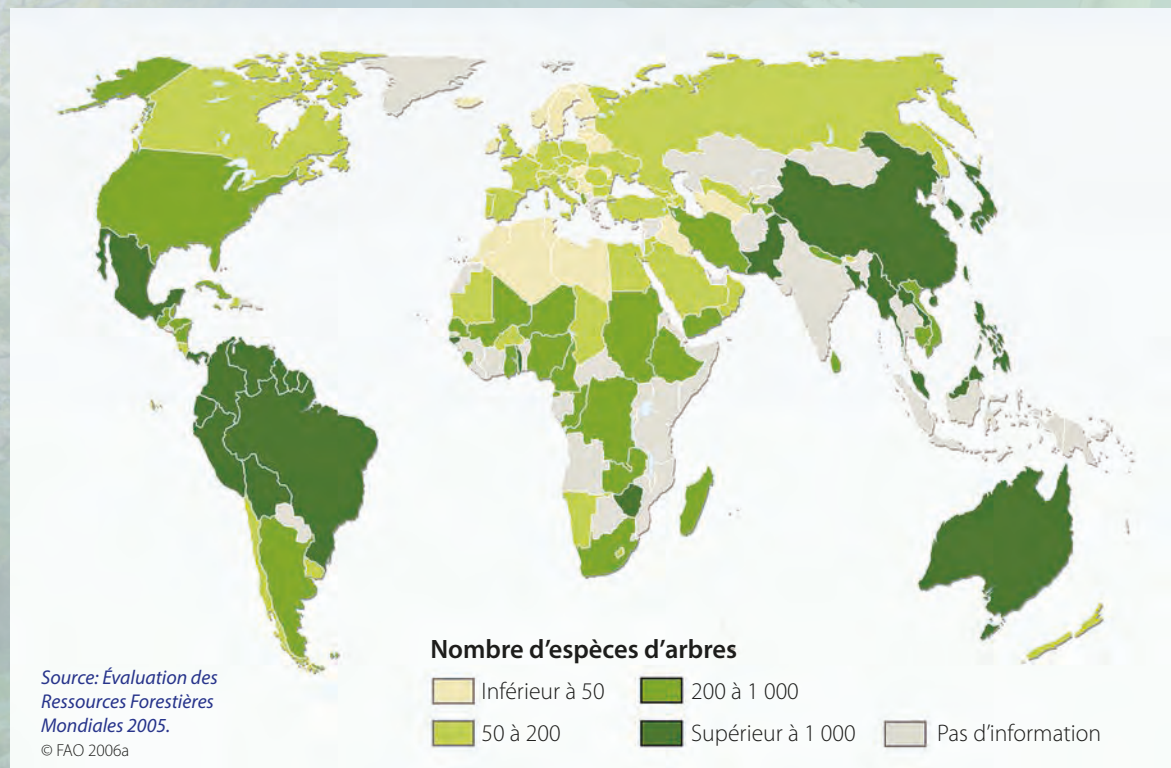 Nombre d’espèces d’arbres
Inférieur à 50
200 à 1 000
50 à 200
Supérieur à 1 000
Pas d’information
Source: Évaluation des
Ressources Forestières
Mondiales 2005.
© FAO 2006a